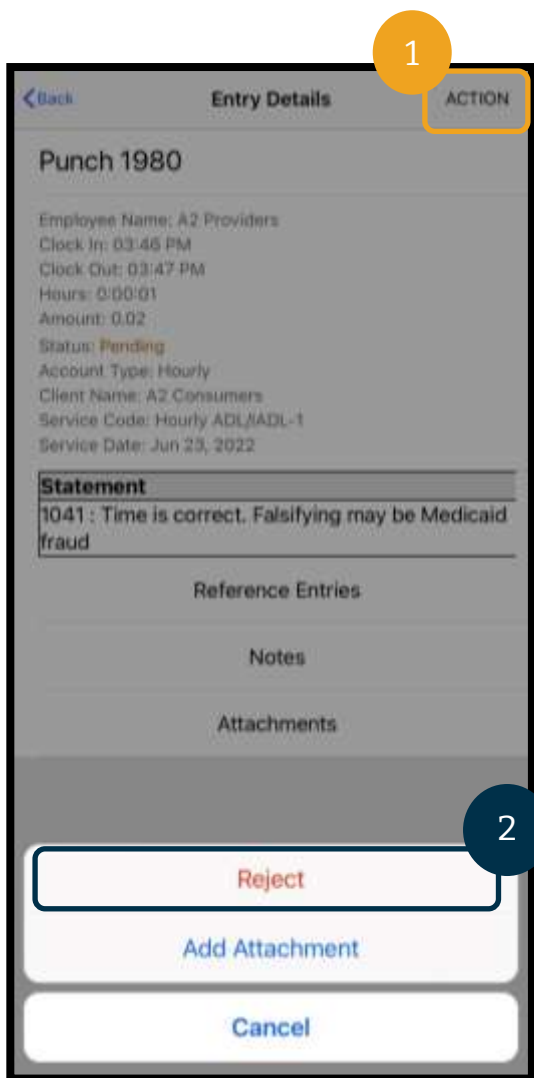 1
Back
Entry Details
ACTION
Punch 1980
Employee Name: A2 Providers
Clock In: 03:46 PM
Clock Out: 03:47 PM
Hours: 0:00:01
Amount: 0.02
Status: Pending
Account Type: Hourly
Client Name: A2 Consumers
Service Code: Hourly ADL/IADL-1
Service Date: Jun 23, 2022
Statement
1041 : Time is correct. Falsifying may be Medicaid
fraud
Reference Entries
Notes
Attachments
2
Reject
Add Attachment
Cancel